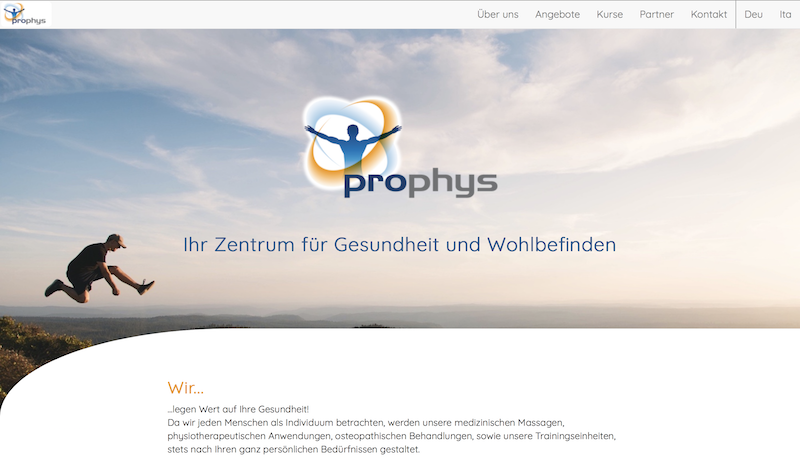 prophys
Über uns Angebote Kurse Partner Kontakt Deu Ita
prophys
Ihr Zentrum für Gesundheit und Wohlbefinden
Wir...
...legen Wert auf Ihre Gesundheit!
Da wir jeden Menschen als Individuum betrachten, werden unsere medizinischen Massagen,
physiotherapeutischen Anwendungen, osteopathischen Behandlungen, sowie unsere Trainingseinheiten,
stets nach Ihren ganz persönlichen Bedürfnissen gestaltet.